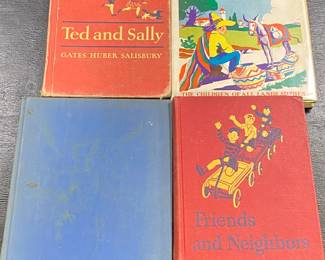 Ted and Sally
GATES HUBER SALISBURY
THE CHILDREN OF ALL LANDS STORIES
Friends
and Neighbors